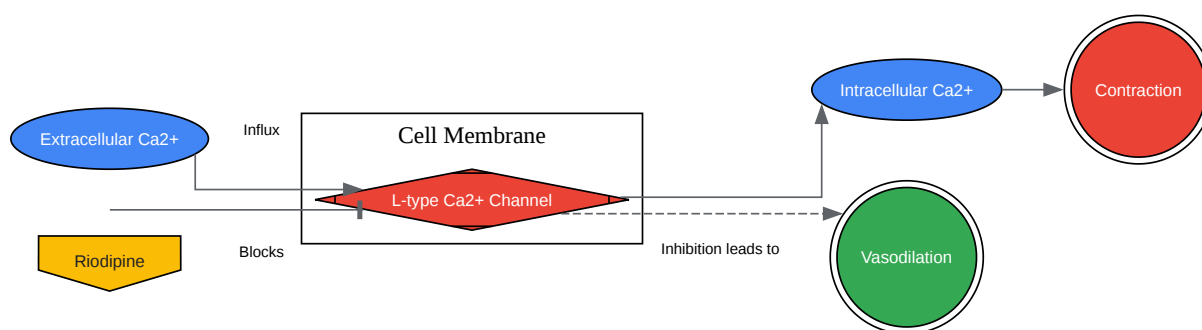 Extracellular Ca2+
Influx
Cell Membrane
L-type Ca2+ Channel
Intracellular Ca2+
Contraction
Riodipine
Blocks
Inhibition leads to
Vasodilation